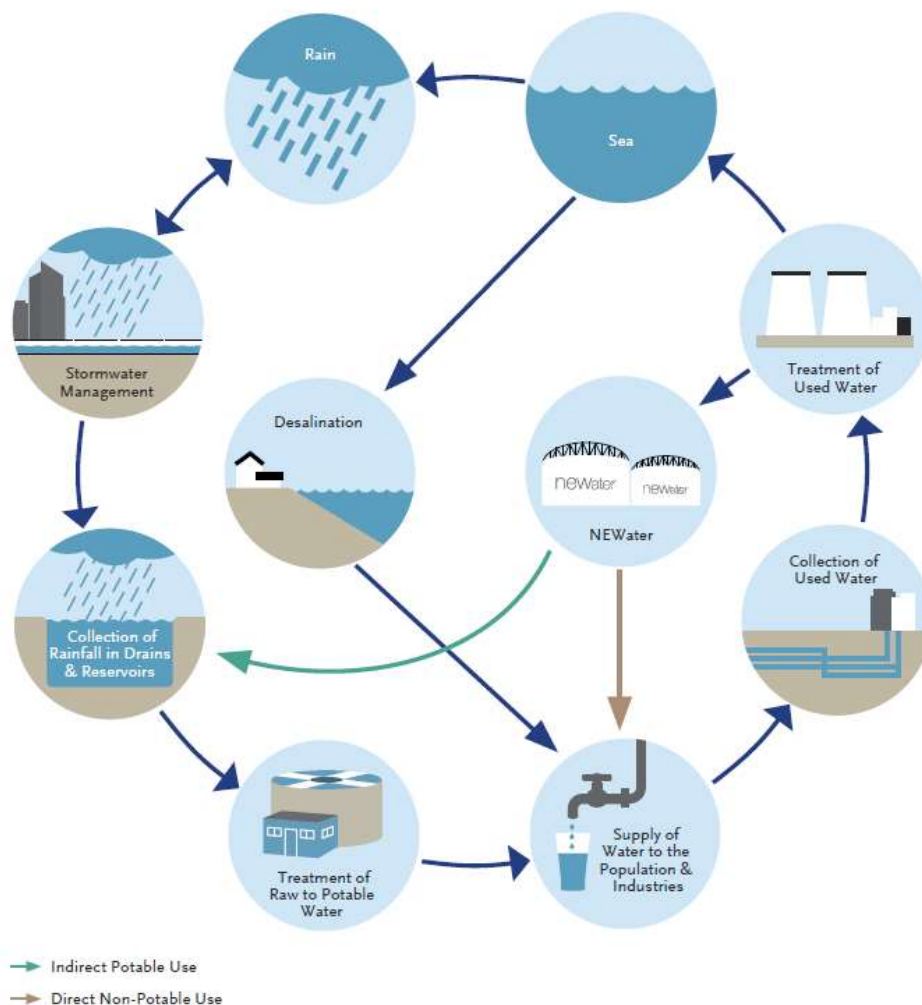 Rain
Sea
Stormwater
Management
Treatment of
Used Water
Desalination
newater
newater
NEWater
Collection of
Used Water
Collection of
Rainfall in Drains
& Reservoirs
Treatment of
Raw to Potable
Water
Supply of
Water to the
Population &
Industries
Indirect Potable Use
Direct Non-Potable Use